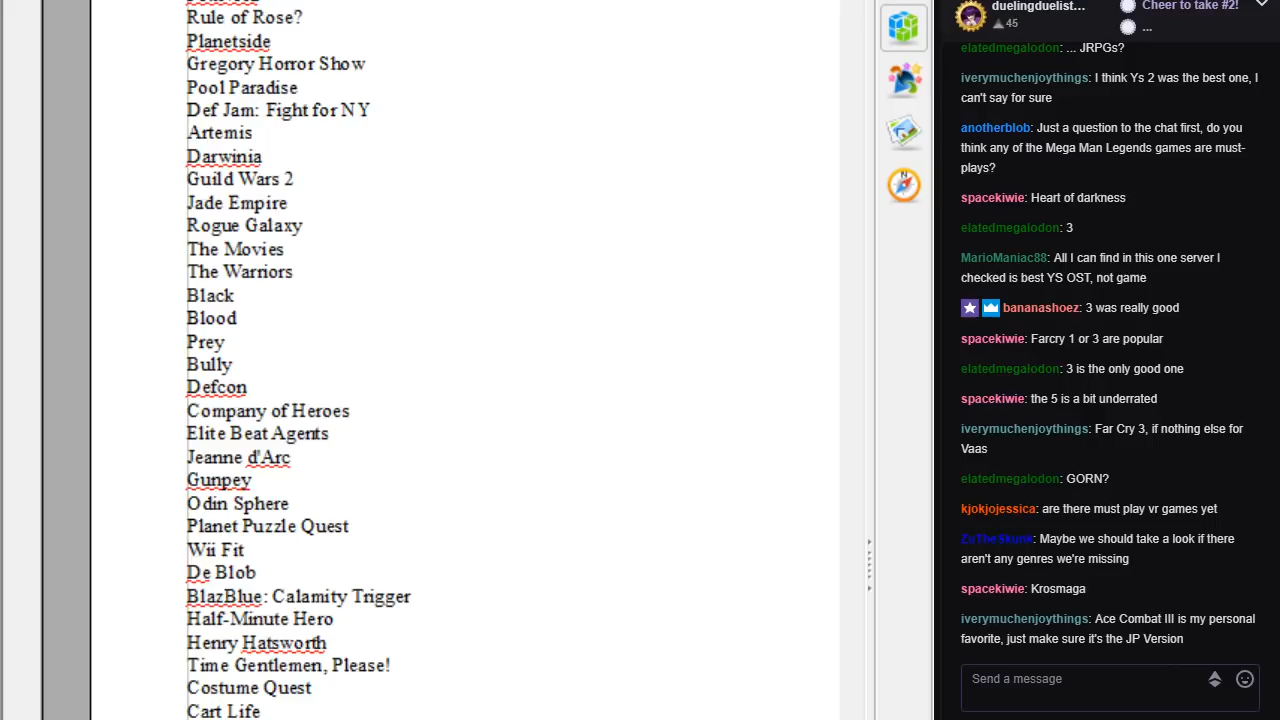 Rule of Rose?
Planetside
Gregory Horror Show
Pool Paradise
Def Jam: Fight for NY
Artemis
Darwinia
Guild Wars 2
Jade Empire
Rogue Galaxy
The Movies
The Warriors
Black
Blood
Prey
Bully
Defcon
Company of Heroes
Elite Beat Agents
Jeanne d'Arc
Gunpey
Odin Sphere
Planet Puzzle Quest
Wii Fit
De Blob
BlazBlue: Calamity Trigger
Half-Minute Hero
Henry Hatsworth
Time Gentlemen, Please!
Costume Quest
Cart Life
duelingduelist...
45
Cheer to take #2!
...
elatedmegalodon: ... JRPGs?
iverymuchenjoythings: I think Ys 2 was the best one, I
can't say for sure
anotherblob: Just a question to the chat first, do you
think any of the Mega Man Legends games are must-
plays?
spacekiwie: Heart of darkness
elatedmegalodon: 3
MarioManiac88: All I can find in this one server I
checked is best YS OST, not game
bananashoez: 3 was really good
spacekiwie: Farcry 1 or 3 are popular
elatedmegalodon: 3 is the only good one
spacekiwie: the 5 is a bit underrated
iverymuchenjoythings: Far Cry 3, if nothing else for
Vaas
elatedmegalodon: GORN?
kjokjojessica: are there must play vr games yet
ZuTheSkunk: Maybe we should take a look if there
aren't any genres we're missing
spacekiwie: Krosmaga
iverymuchenjoythings: Ace Combat III is my personal
favorite, just make sure it's the JP Version
Send a message